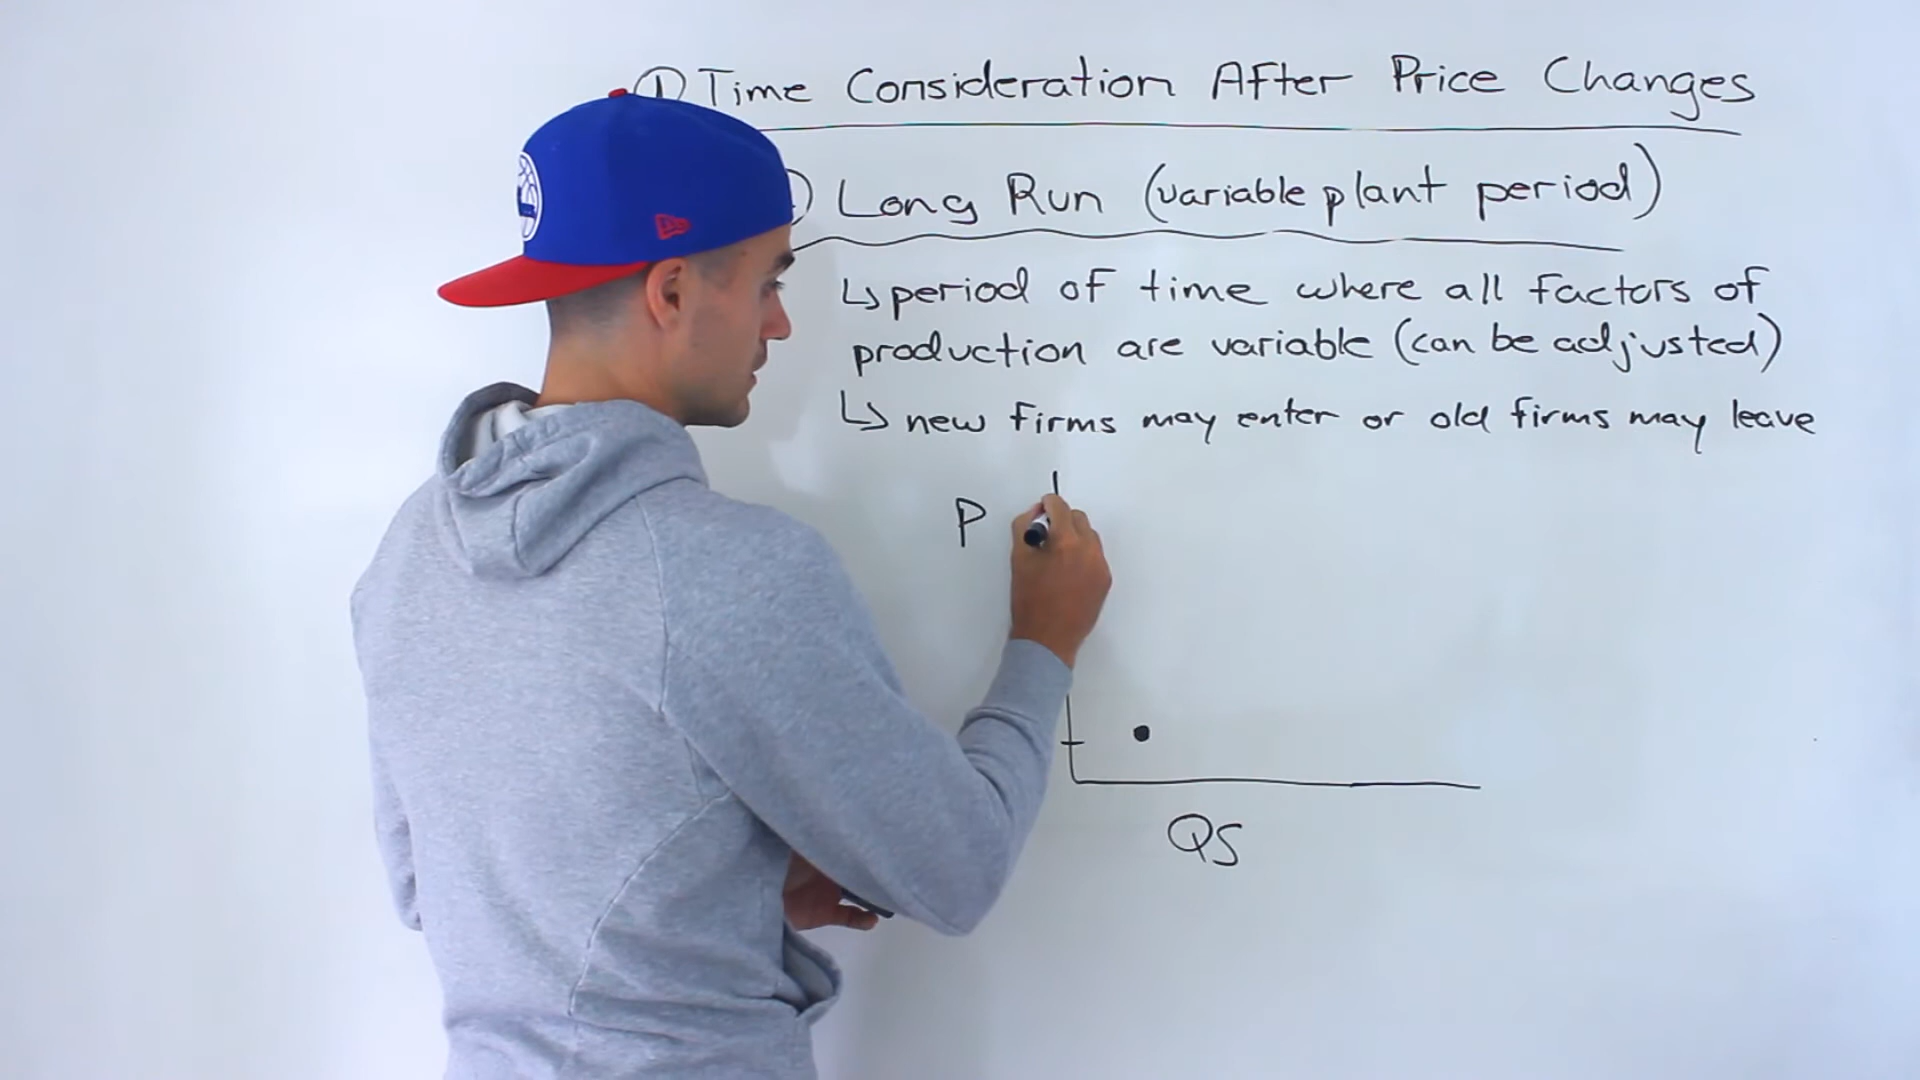 ① Time Consideration After Price Changes
Long Run (variable plant period)
↳ period of time where all factors of
production are variable (can be adjusted)
↳ new firms may enter or old firms may leave
P
QS